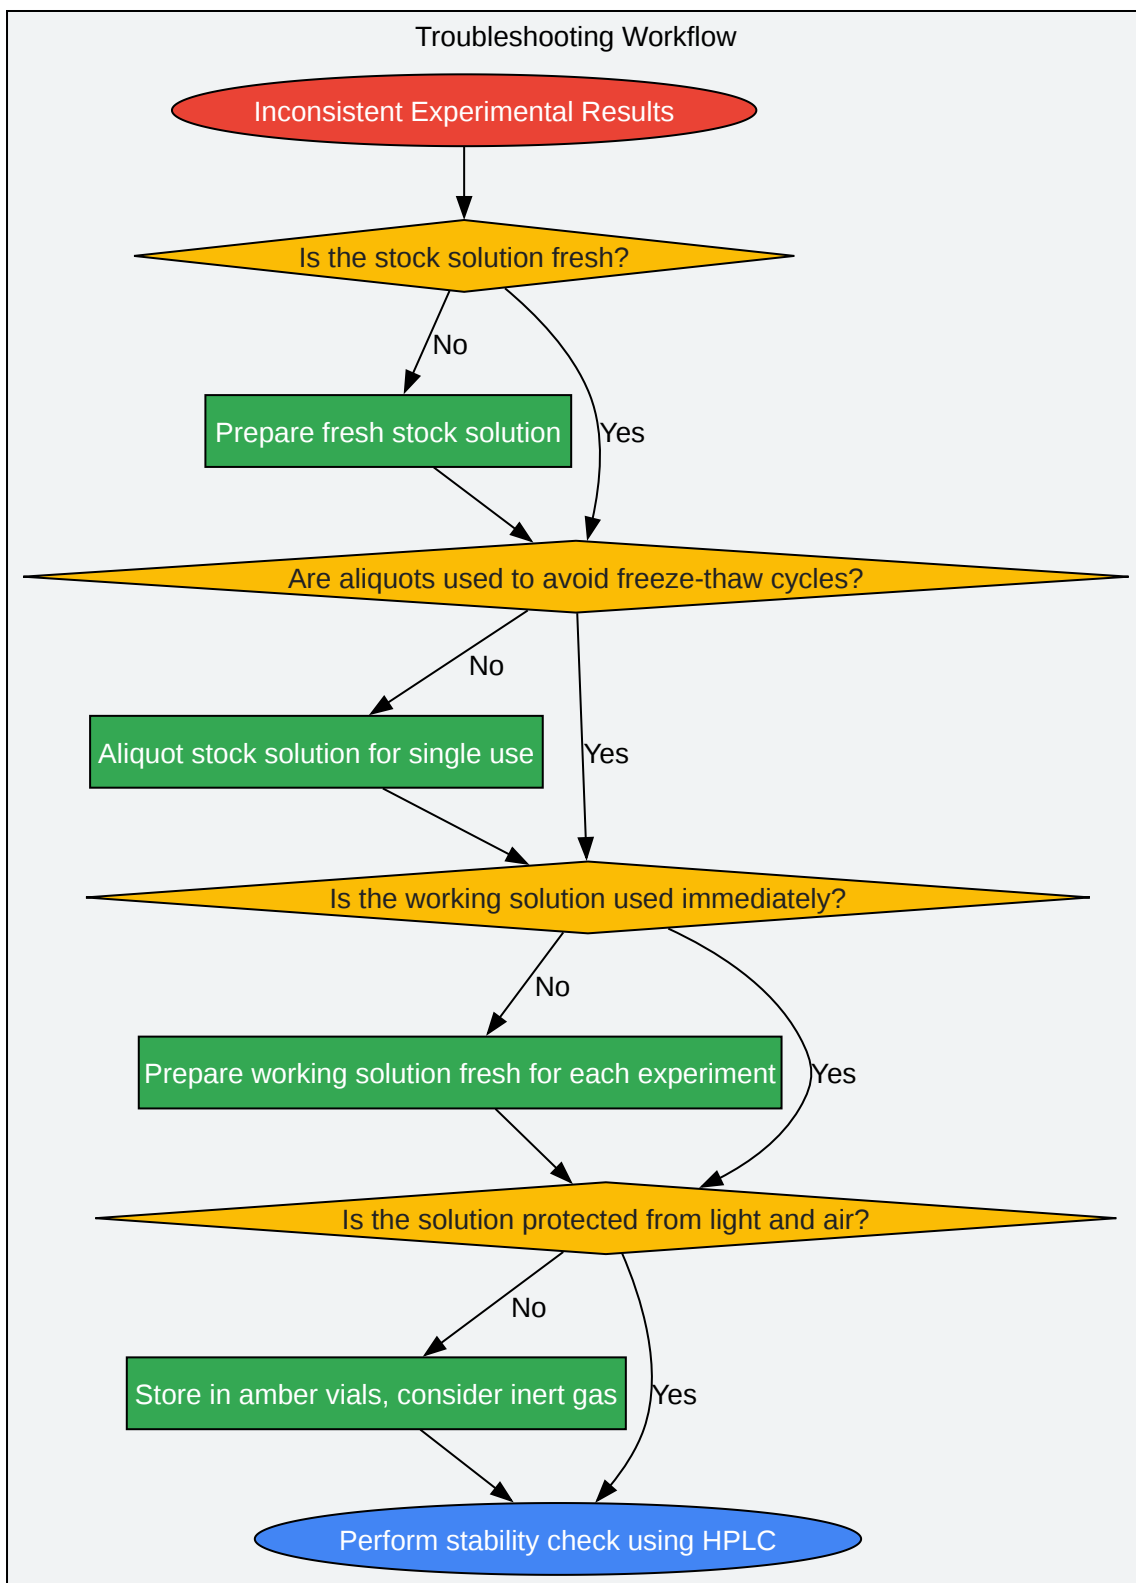 Troubleshooting Workflow
Inconsistent Experimental Results
Is the stock solution fresh?
No
Prepare fresh stock solution
Yes
Are aliquots used to avoid freeze-thaw cycles?
No
Aliquot stock solution for single use
Yes
Is the working solution used immediately?
No
Prepare working solution fresh for each experiment
Yes
Is the solution protected from light and air?
No
Store in amber vials, consider inert gas
Yes
Perform stability check using HPLC